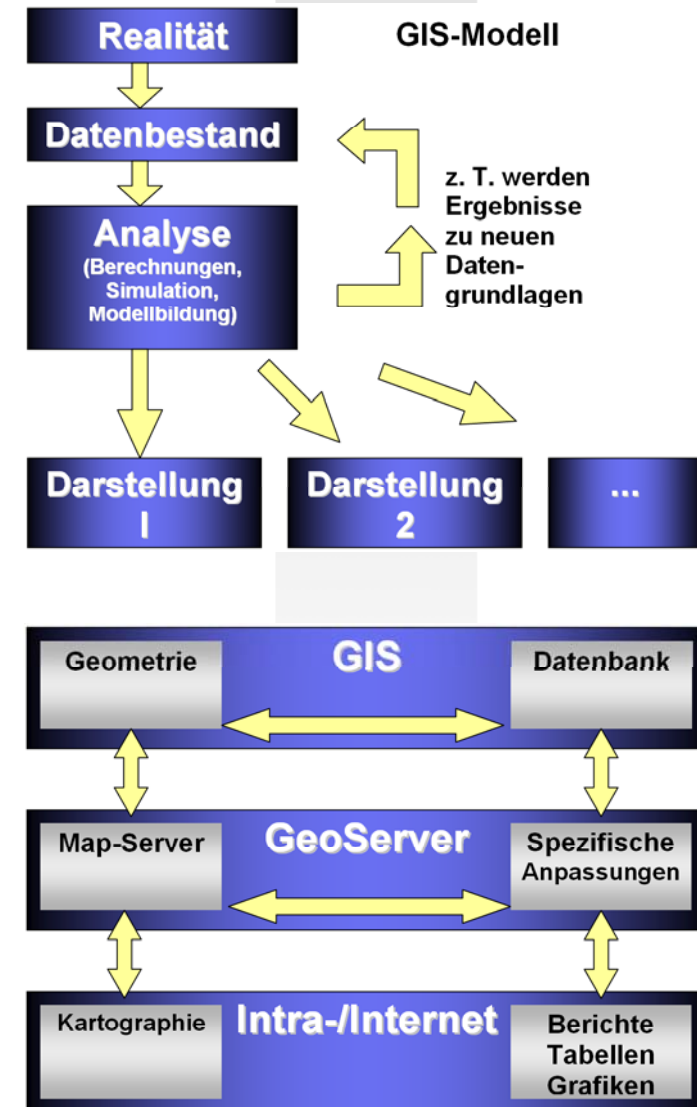 Realität
GIS-Modell
Datenbestand
z. T. werden
Ergebnisse
zu neuen
Daten-
grundlagen
Analyse
(Berechnungen,
Simulation,
Modellbildung)
Darstellung
1
Darstellung
2
...
Geometrie
GIS
Datenbank
Map-Server
GeoServer
Spezifische
Anpassungen
Kartographie
Intra-/Internet
Berichte
Tabellen
Grafiken